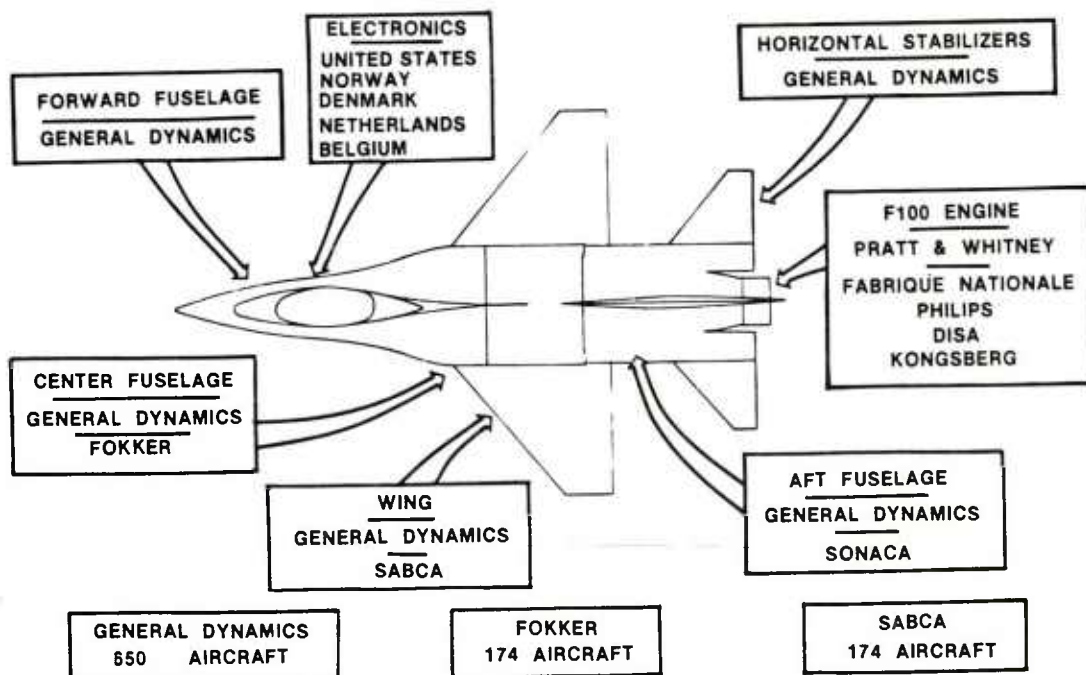 ELECTRONICS
UNITED STATES
NORWAY
DENMARK
NETHERLANDS
BELGIUM
HORIZONTAL STABILIZERS
GENERAL DYNAMICS
FORWARD FUSELAGE
GENERAL DYNAMICS
F100 ENGINE
PRATT & WHITNEY
FABRIQUE NATIONALE
PHILIPS
DISA
KONGSBERG
CENTER FUSELAGE
GENERAL DYNAMICS
FOKKER
WING
GENERAL DYNAMICS
SABCA
AFT FUSELAGE
GENERAL DYNAMICS
SONACA
GENERAL DYNAMICS
650 AIRCRAFT
FOKKER
174 AIRCRAFT
SABCA
174 AIRCRAFT